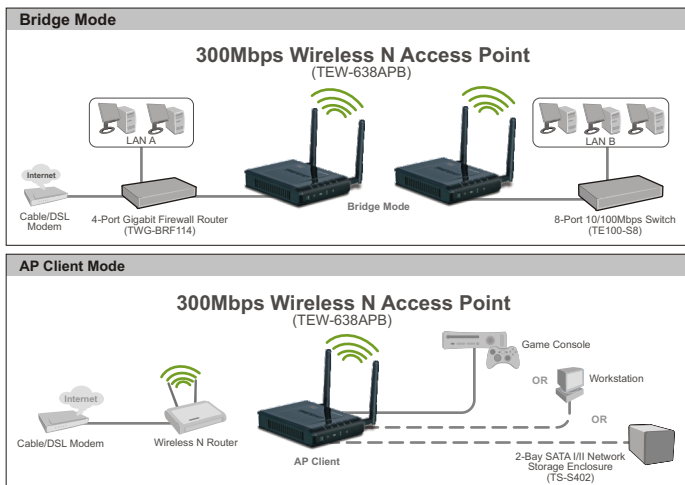 Bridge Mode
300Mbps Wireless N Access Point
(TEW-638APB)
LAN A
LAN B
Internet
Bridge Mode
Cable/DSL
Modem
4-Port Gigabit Firewall Router
(TWG-BRF114)
8-Port 10/100Mbps Switch
(TE100-S8)
AP Client Mode
300Mbps Wireless N Access Point
(TEW-638APB)
Game Console
OR
Workstation
Internet
OR
Cable/DSL Modem
Wireless N Router
AP Client
2-Bay SATA I/II Network
Storage Enclosure
(TS-S402)